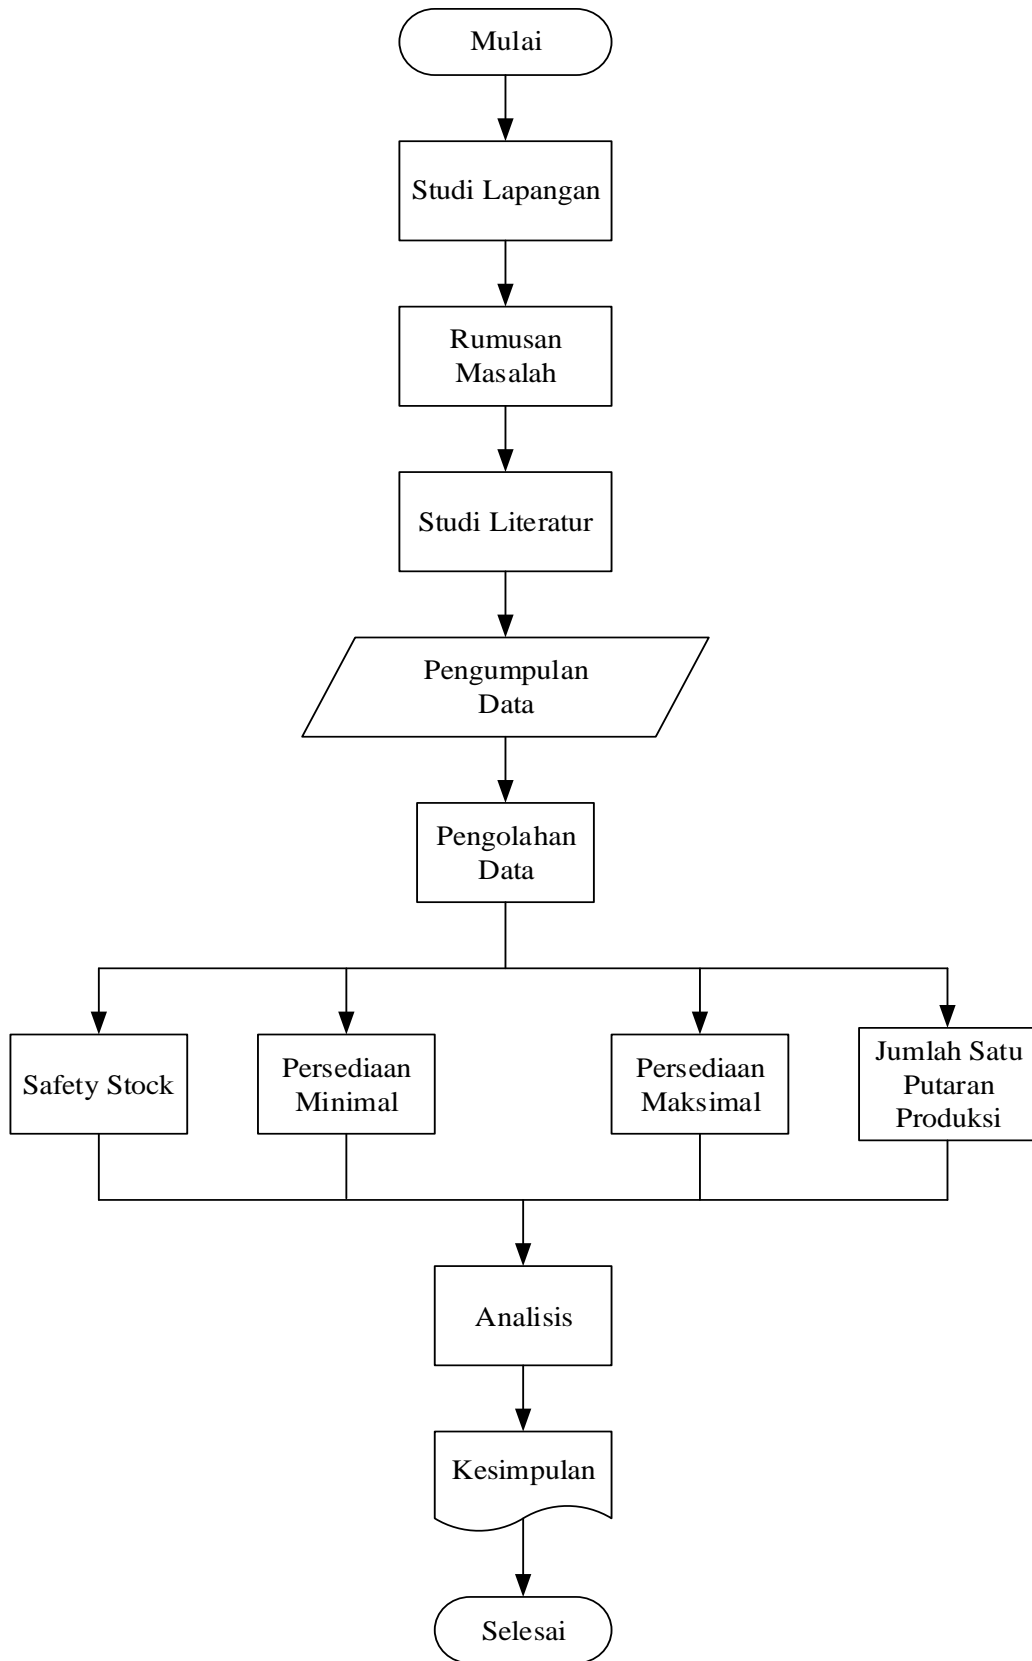 Mulai
Studi Lapangan
Rumusan
Masalah
Studi Literatur
Pengumpulan
Data
Pengolahan
Data
Safety Stock
Persediaan
Minimal
Persediaan
Maksimal
Jumlah Satu
Putaran
Produksi
Analisis
Kesimpulan
Selesai